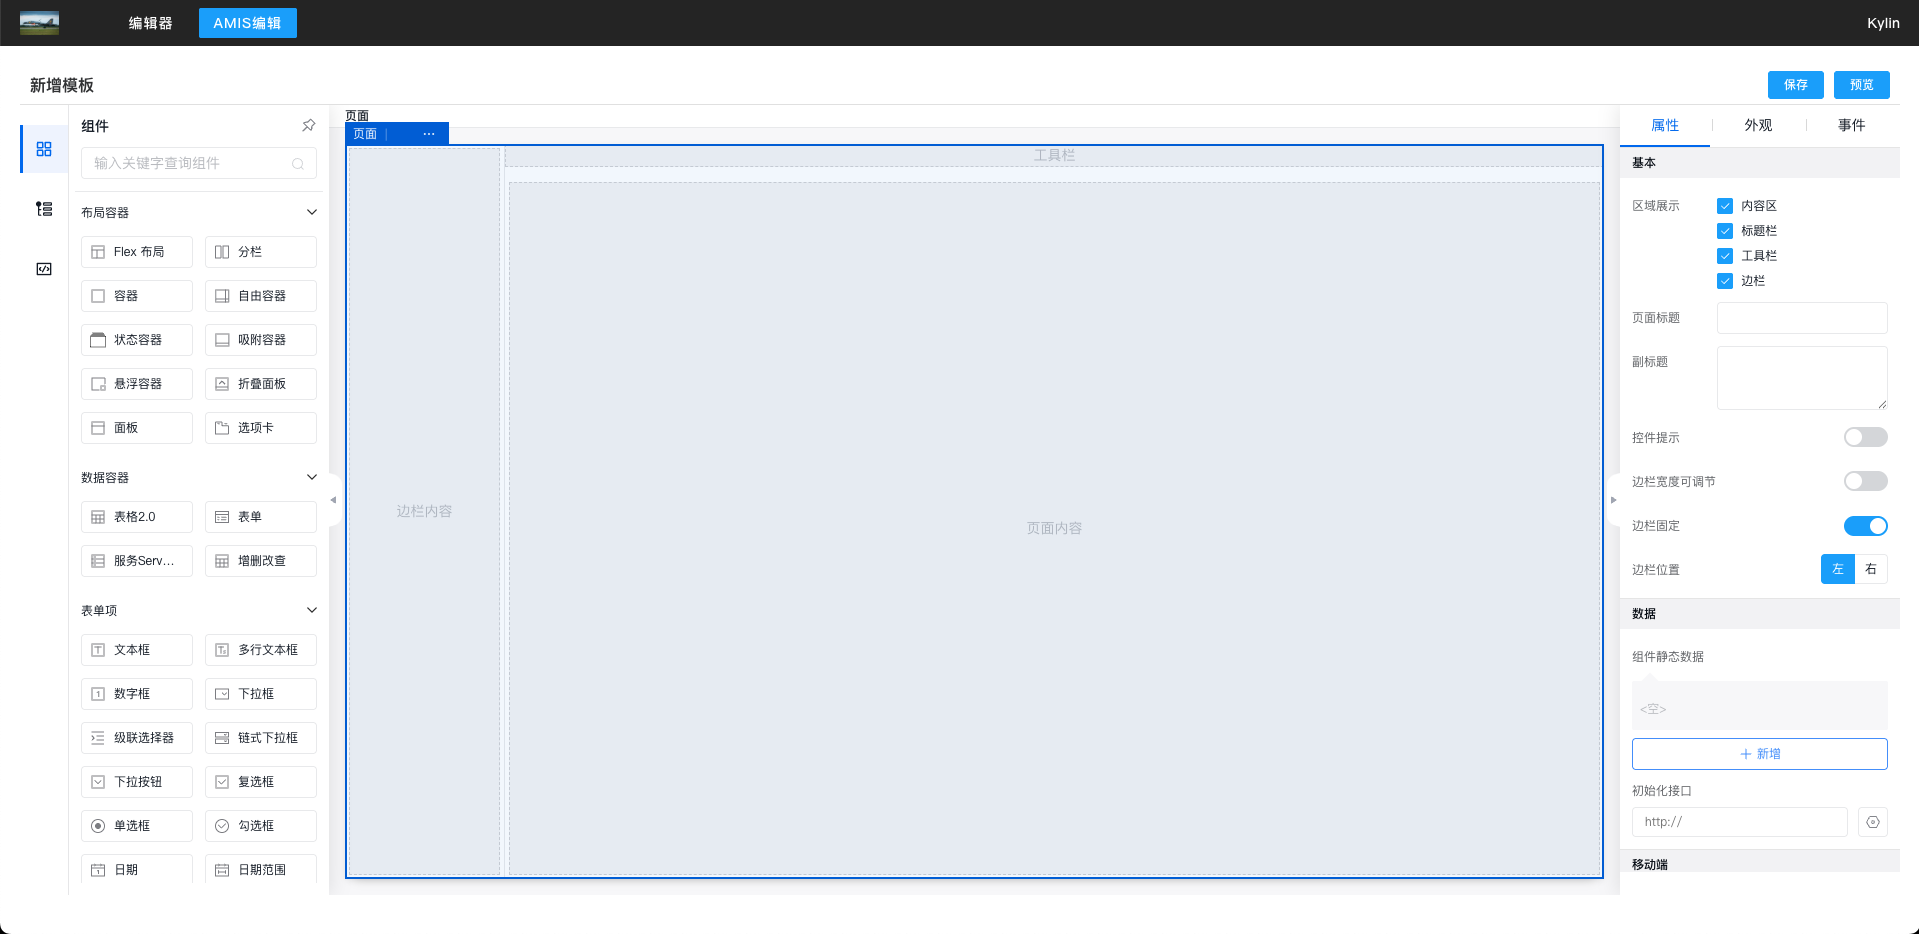 编辑器
AMIS编辑
Kylin
新增模板
保存
预览
组件
输入关键字查询组件
布局容器
Flex 布局
分栏
容器
自由容器
状态容器
吸附容器
悬浮容器
折叠面板
面板
选项卡
数据容器
表格2.0
表单
服务Serv...
增删改查
表单项
文本框
多行文本框
数字框
下拉框
级联选择器
链式下拉框
下拉按钮
复选框
单选框
勾选框
日期
日期范围
页面
页面
工具栏
边栏内容
页面内容
属性
外观
事件
基本
区域展示
内容区
标题栏
工具栏
边栏
页面标题
副标题
控件提示
边栏宽度可调节
边栏固定
边栏位置
左
右
数据
组件静态数据
<空>
新增
初始化接口
http://
移动端